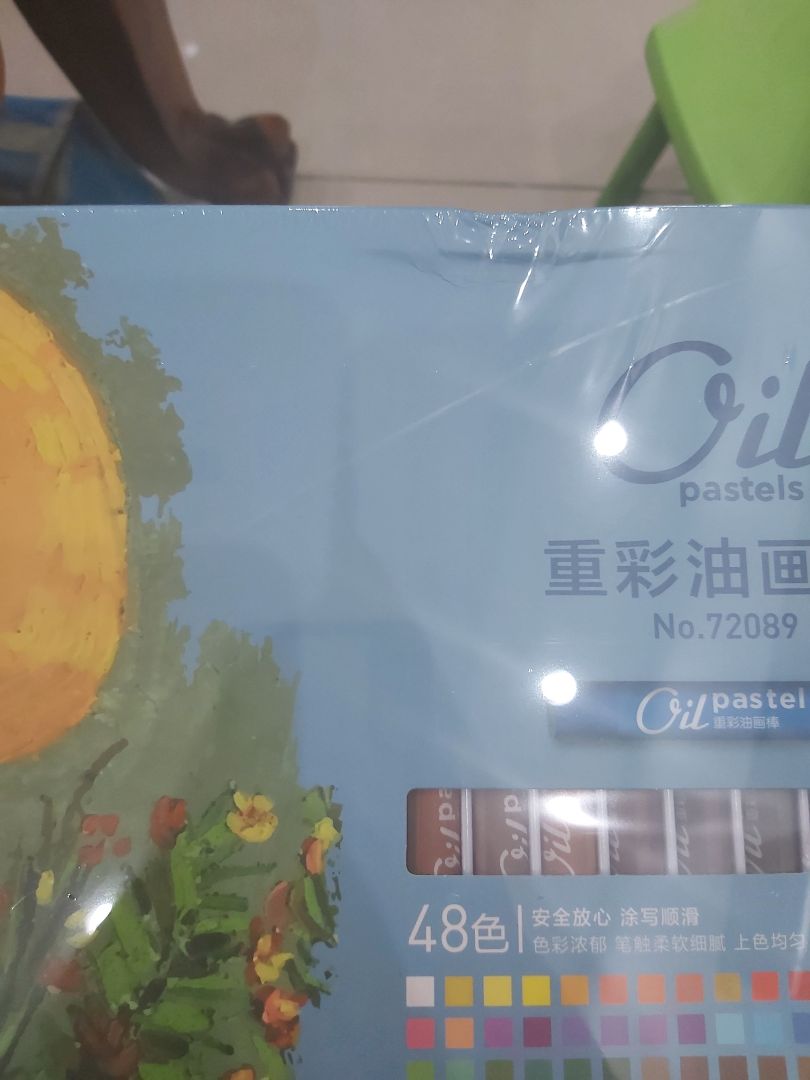 Oil
pastels
重彩油画
No.72089
Oil pastel
重彩油画棒
48色
安全放心 涂写顺滑
色彩浓郁 笔触柔软细腻 上色均匀